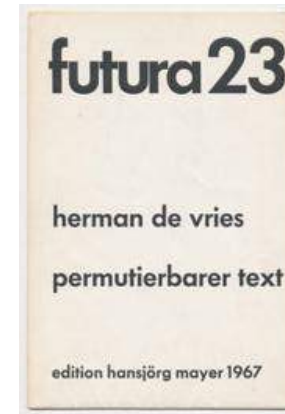 futura 23
herman de vries
permutierbarer text
edition hansjörg mayer 1967